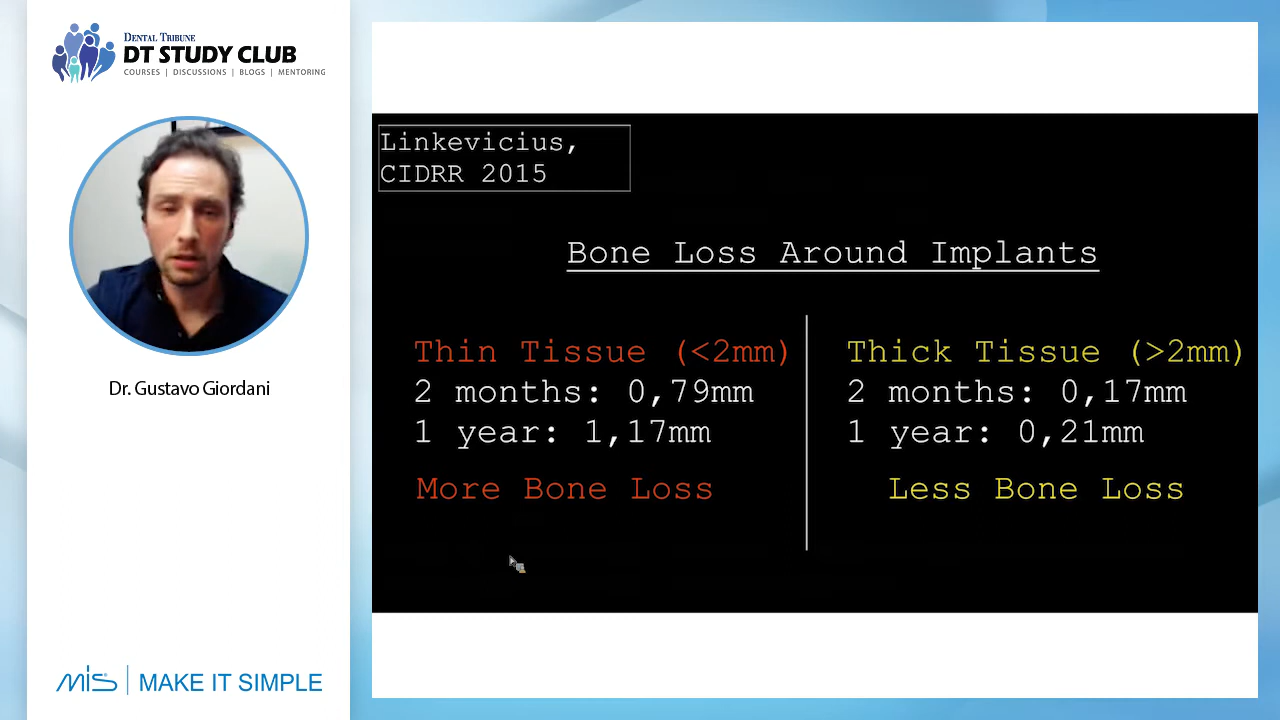 DENTAL TRIBUNE
DT STUDY CLUB
COURSES | DISCUSSIONS | BLOGS | MENTORING
Dr. Gustavo Giordani
mis | MAKE IT SIMPLE
Linkevicius,
CIDRR 2015
Bone Loss Around Implants
Thin Tissue (<2mm)
2 months: 0,79mm
1 year: 1,17mm
More Bone Loss
Thick Tissue (>2mm)
2 months: 0,17mm
1 year: 0,21mm
Less Bone Loss